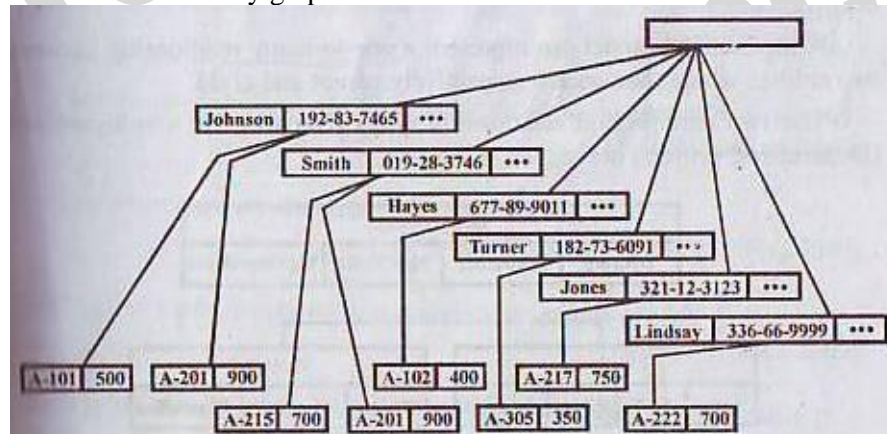 Johnson 192-83-7465 •••
Smith 019-28-3746 •••
Hayes 677-89-9011 •••
Turner 182-73-6091 •••
Jones 321-12-3123 •••
Lindsay 336-66-9999 •••
A-101 500 A-201 900 A-102 400 A-217 750
A-215 700 A-201 900 A-305 350 A-222 700